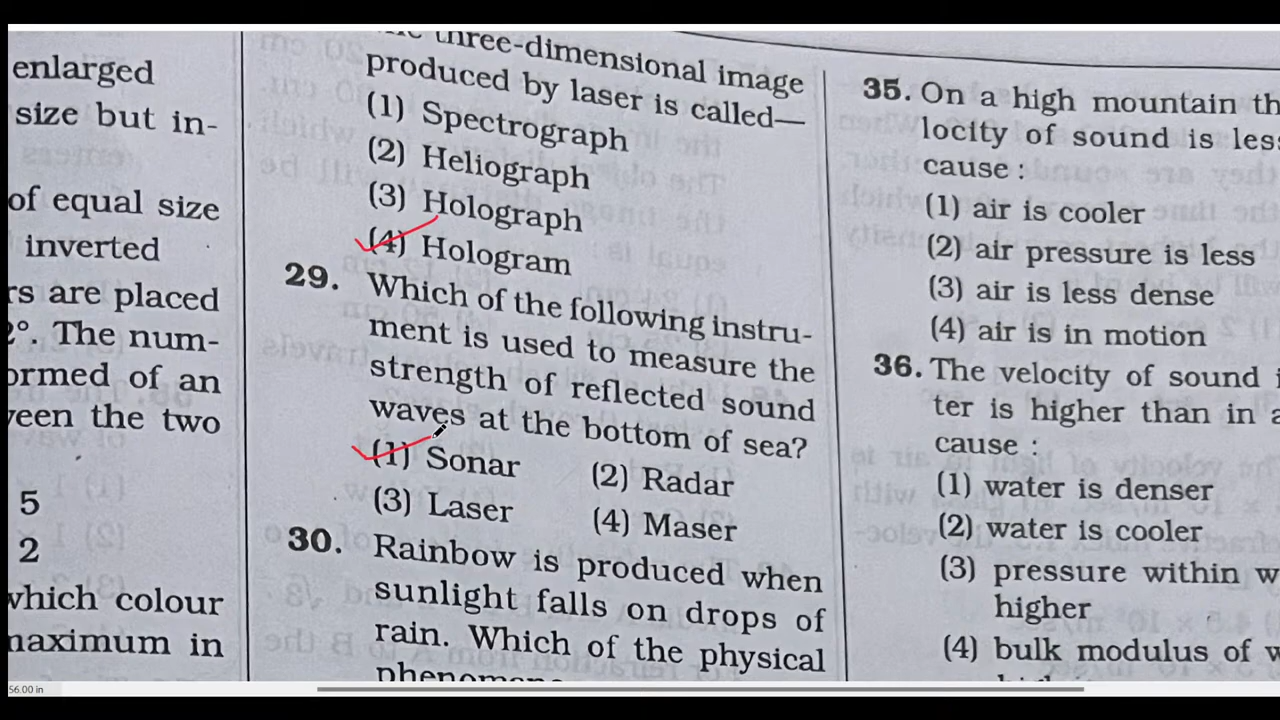 enlarged
size but in-
of equal size
inverted
rs are placed
2°. The num-
ormed of an
veen the two
5
2
which colour
maximum in
three-dimensional image
produced by laser is called—
(1) Spectrograph
(2) Heliograph
(3) Holograph
(4) Hologram
29. Which of the following instru-
ment is used to measure the
strength of reflected sound
waves at the bottom of sea?
(1) Sonar (2) Radar
(3) Laser (4) Maser
30. Rainbow is produced when
sunlight falls on drops of
rain. Which of the physical
35. On a high mountain th
locity of sound is les
cause :
(1) air is cooler
(2) air pressure is less
(3) air is less dense
(4) air is in motion
36. The velocity of sound i
ter is higher than in a
cause :
(1) water is denser
(2) water is cooler
(3) pressure within w
higher
(4) bulk modulus of w
56.00 in